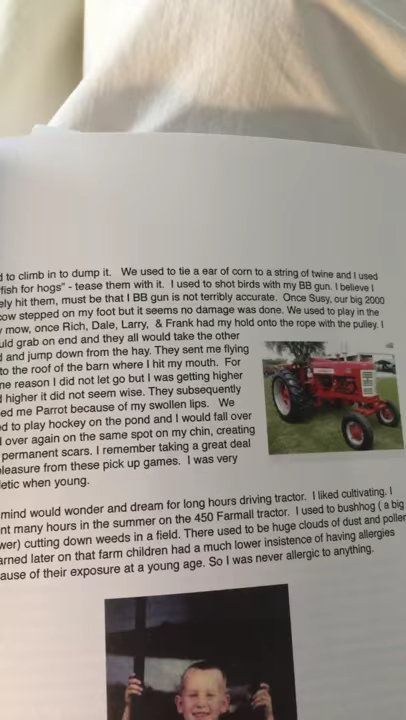 d to climb in to dump it. We used to tie a ear of corn to a string of twine and I used
fish for hogs" - tease them with it. I used to shot birds with my BB gun. I believe I
ely hit them, must be that I BB gun is not terribly accurate. Once Susy, our big 2000
cow stepped on my foot but it seems no damage was done. We used to play in the
y mow, once Rich, Dale, Larry, & Frank had my hold onto the rope with the pulley. I
uld grab on end and they all would take the other
d and jump down from the hay. They sent me flying
to the roof of the barn where I hit my mouth. For
me reason I did not let go but I was getting higher
d higher it did not seem wise. They subsequently
ed me Parrot because of my swollen lips. We
ed to play hockey on the pond and I would fall over
d over again on the same spot on my chin, creating
permanent scars. I remember taking a great deal
pleasure from these pick up games. I was very
letic when young.
mind would wonder and dream for long hours driving tractor. I liked cultivating. I
nt many hours in the summer on the 450 Farmall tractor. I used to bushhog ( a big
wer) cutting down weeds in a field. There used to be huge clouds of dust and pollen
arned later on that farm children had a much lower insistence of having allergies
ause of their exposure at a young age. So I was never allergic to anything.